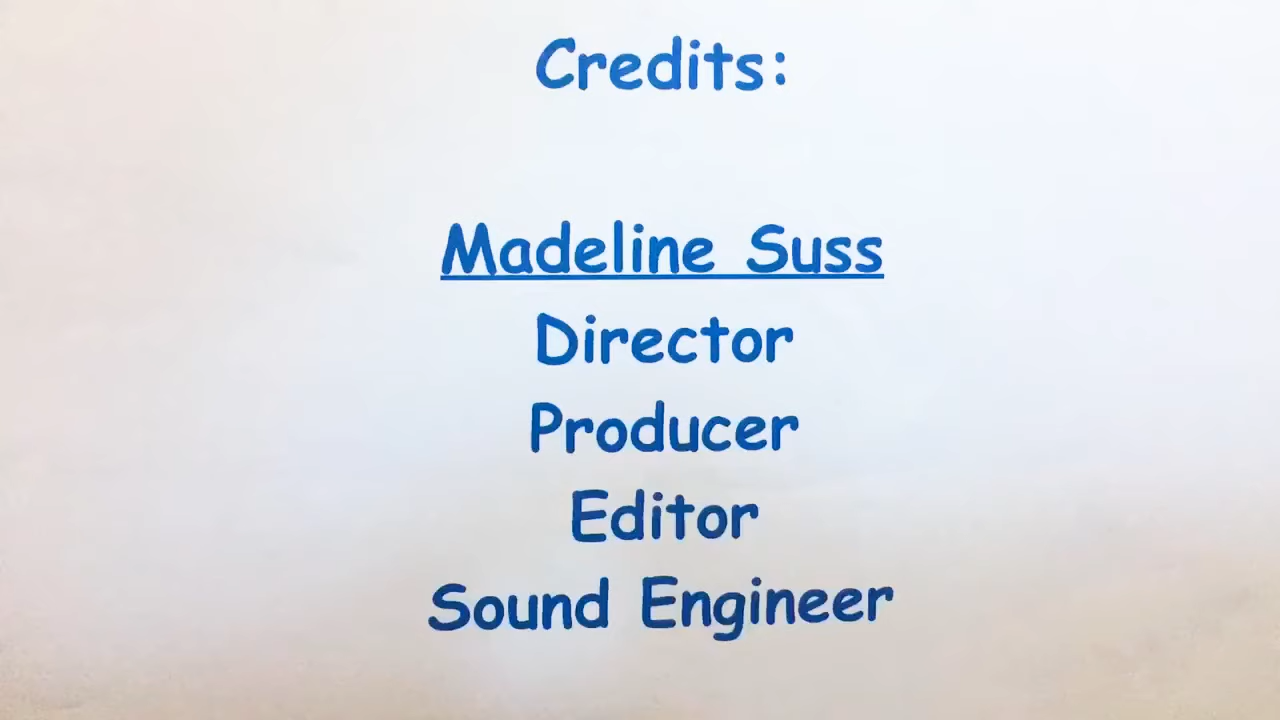 Credits:
Madeline Suss
Director
Producer
Editor
Sound Engineer